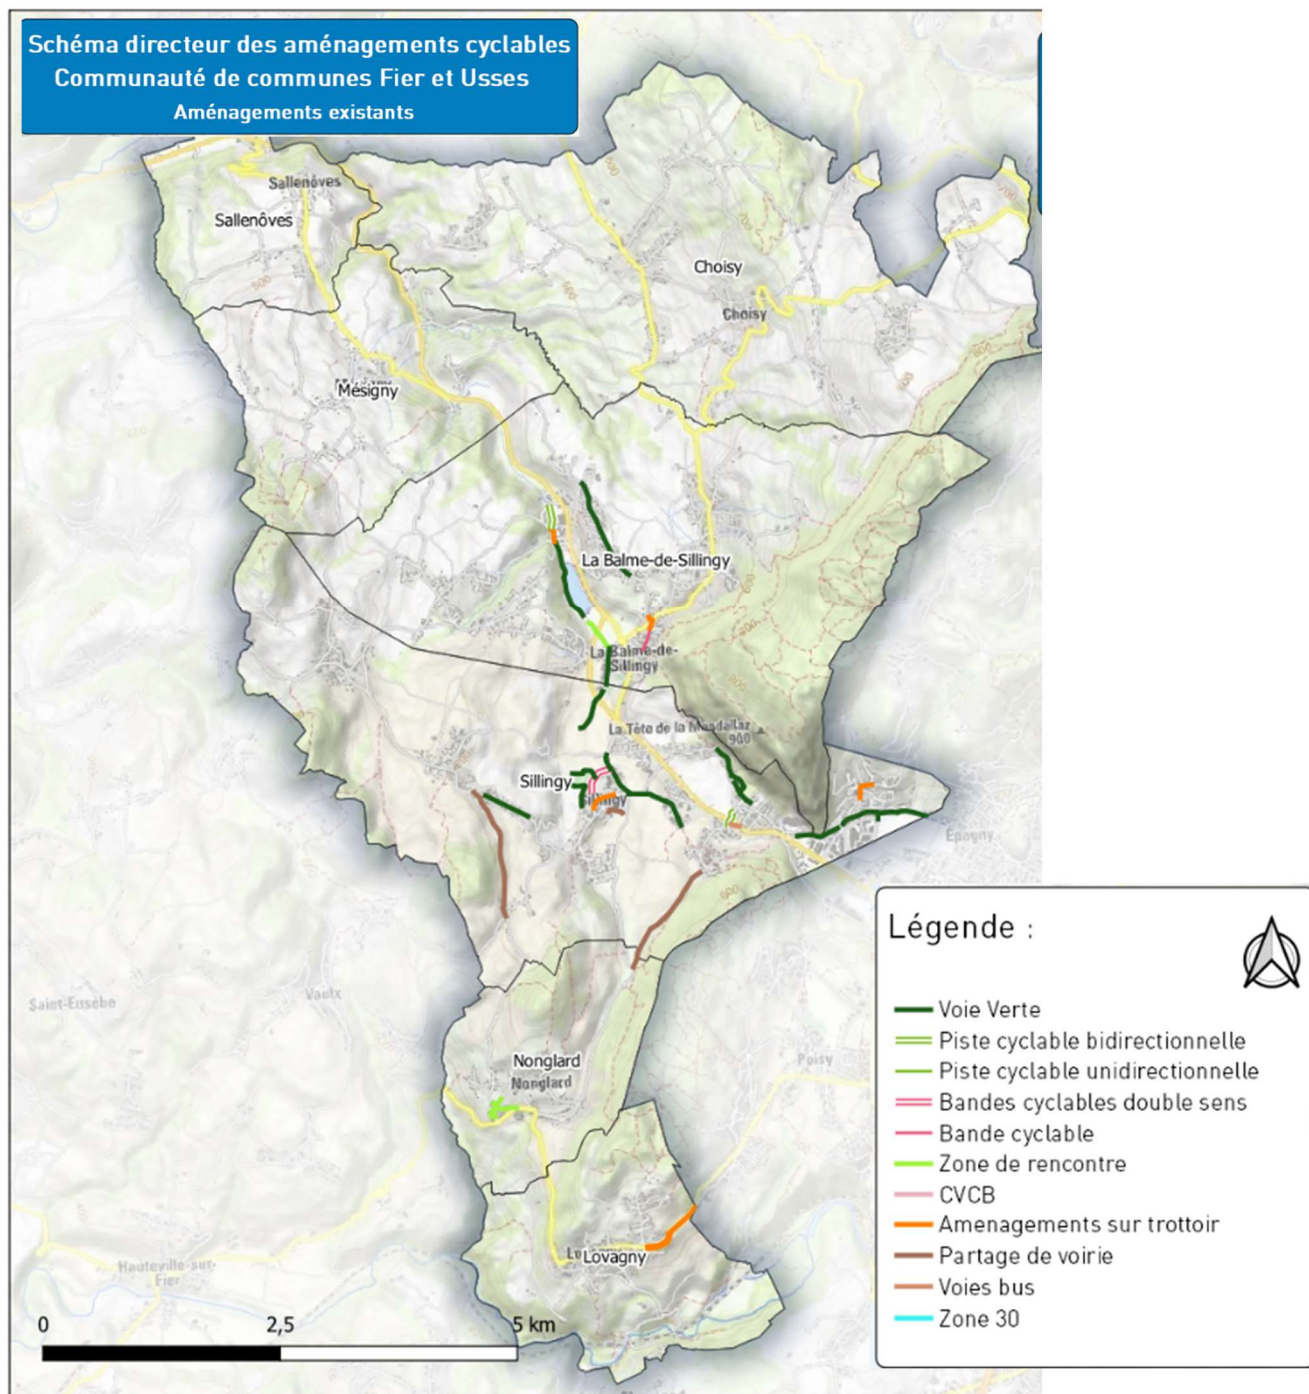 Schéma directeur des aménagements cyclables
Communauté de communes Fier et Usses
Aménagements existants
Sallenôves
Sallenôves
Choisy
Choisy
Mésigny
La Balme-de-Sillingy
La Balme-de-
Sillingy
La Tête de la Mandallaz
900
Sillingy
Sillingy
Épagny
Saint-Eusèbe
Vaulx
Poisy
Nonglard
Nonglard
Hauteville-sur-
Fier
Lovagny
0
2,5
5 km
Légende :
Voie Verte
Piste cyclable bidirectionnelle
Piste cyclable unidirectionnelle
Bandes cyclables double sens
Bande cyclable
Zone de rencontre
CVCB
Amenagements sur trottoir
Partage de voirie
Voies bus
Zone 30